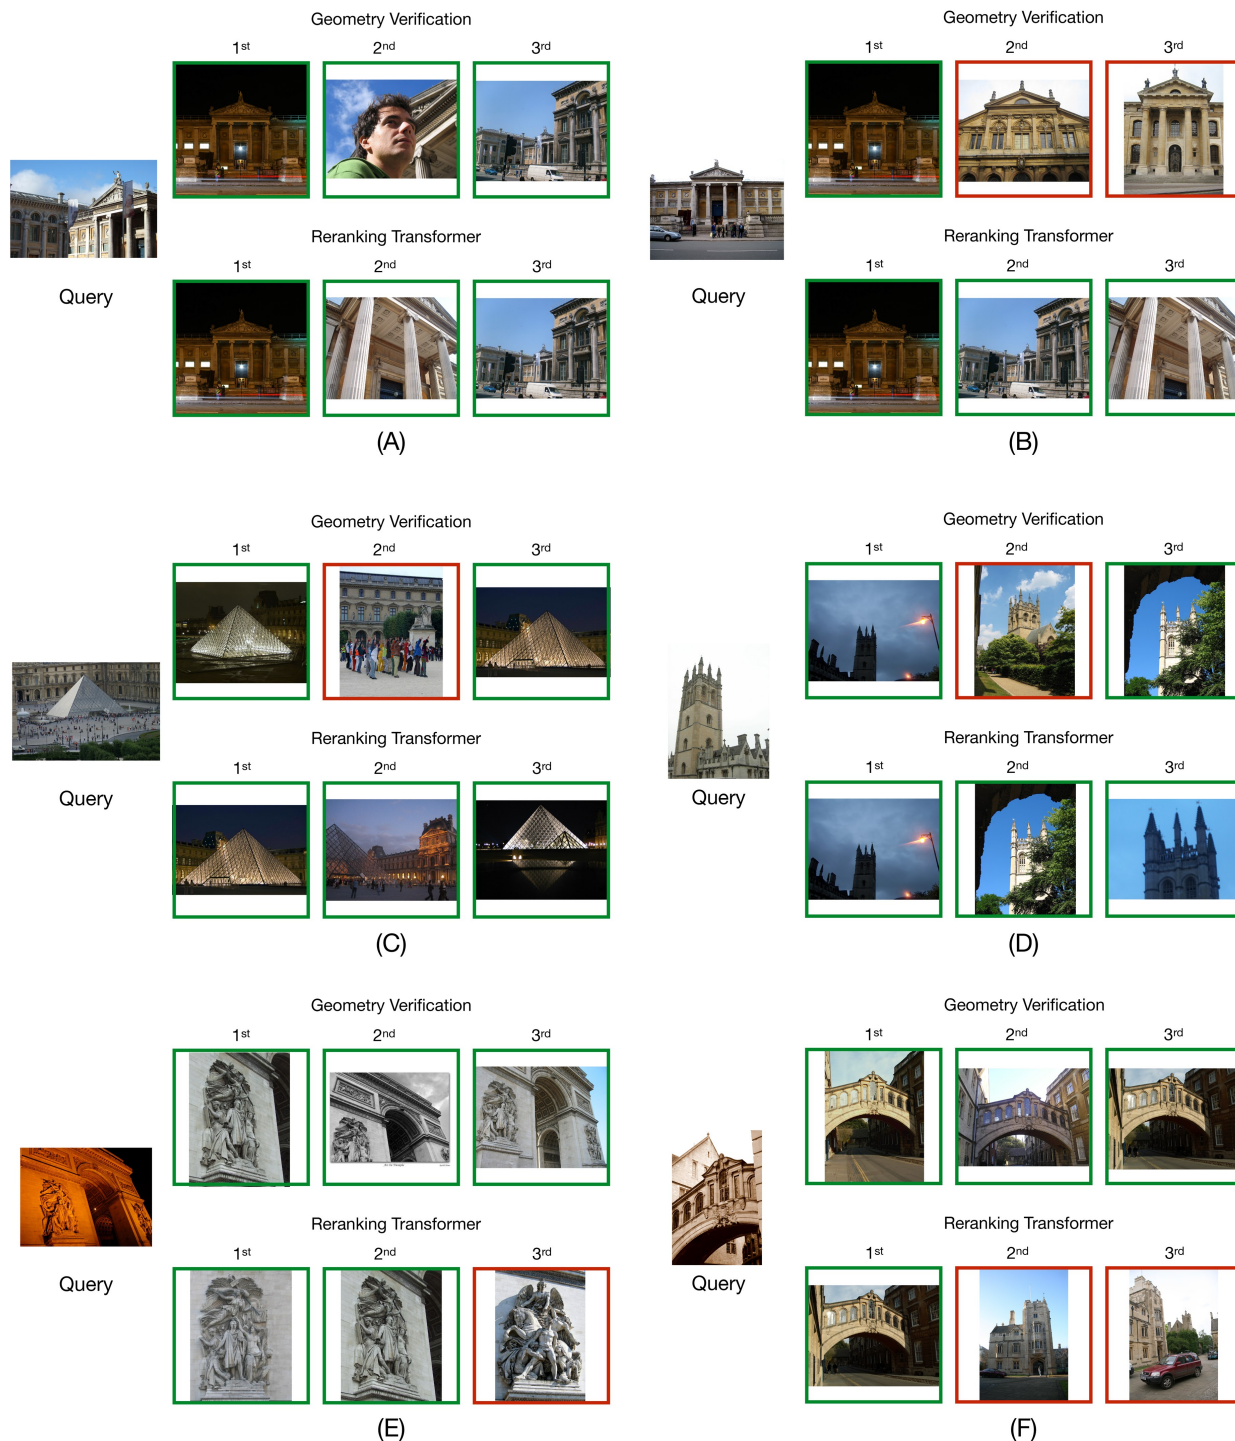 Geometry Verification
1st 2nd 3rd
Query
Reranking Transformer
1st 2nd 3rd
(A)
Geometry Verification
1st 2nd 3rd
Query
Reranking Transformer
1st 2nd 3rd
(B)
Geometry Verification
1st 2nd 3rd
Query
Reranking Transformer
1st 2nd 3rd
(C)
Geometry Verification
1st 2nd 3rd
Query
Reranking Transformer
1st 2nd 3rd
(D)
Geometry Verification
1st 2nd 3rd
Query
Reranking Transformer
1st 2nd 3rd
(E)
Geometry Verification
1st 2nd 3rd
Query
Reranking Transformer
1st 2nd 3rd
(F)